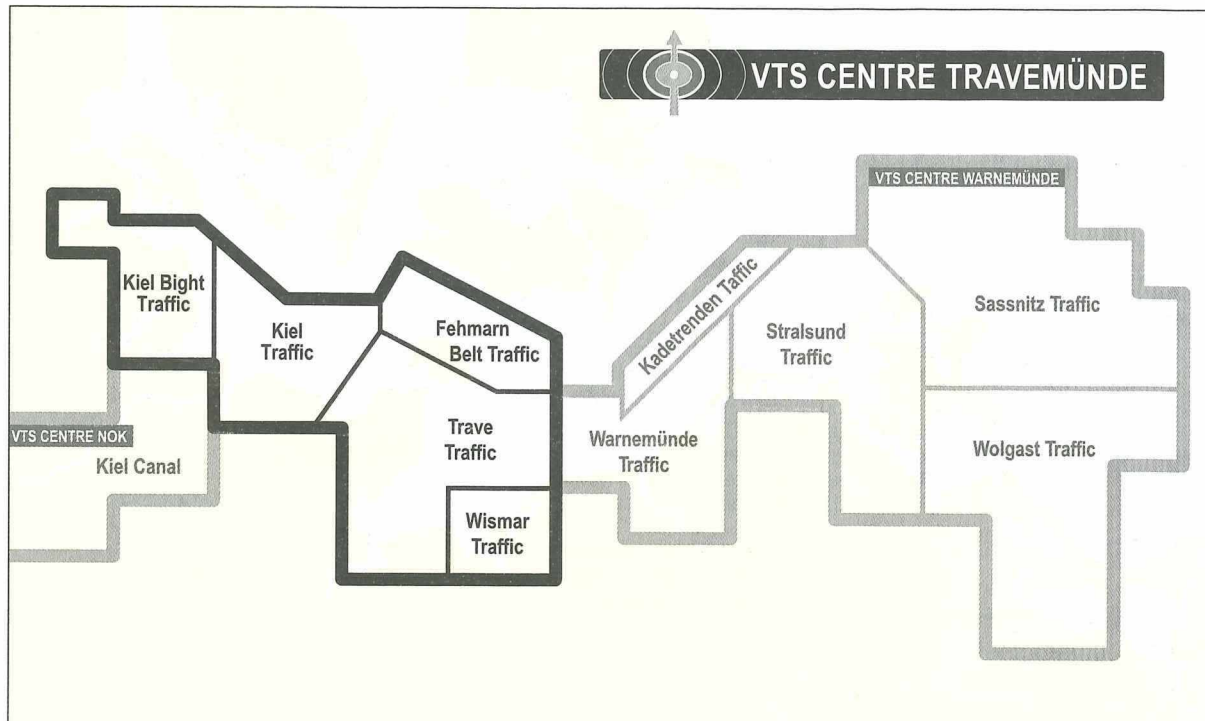 VTS CENTRE TRAVEMÜNDE
VTS CENTRE WARNEMÜNDE
Kiel Bight
Traffic
Kiel
Traffic
Fehmarn
Belt Traffic
Kadetrenden Taffic
Stralsund
Traffic
Sassnitz Traffic
Trave
Traffic
Warnemünde
Traffic
Wolgast Traffic
VTS CENTRE NOK
Kiel Canal
Wismar
Traffic